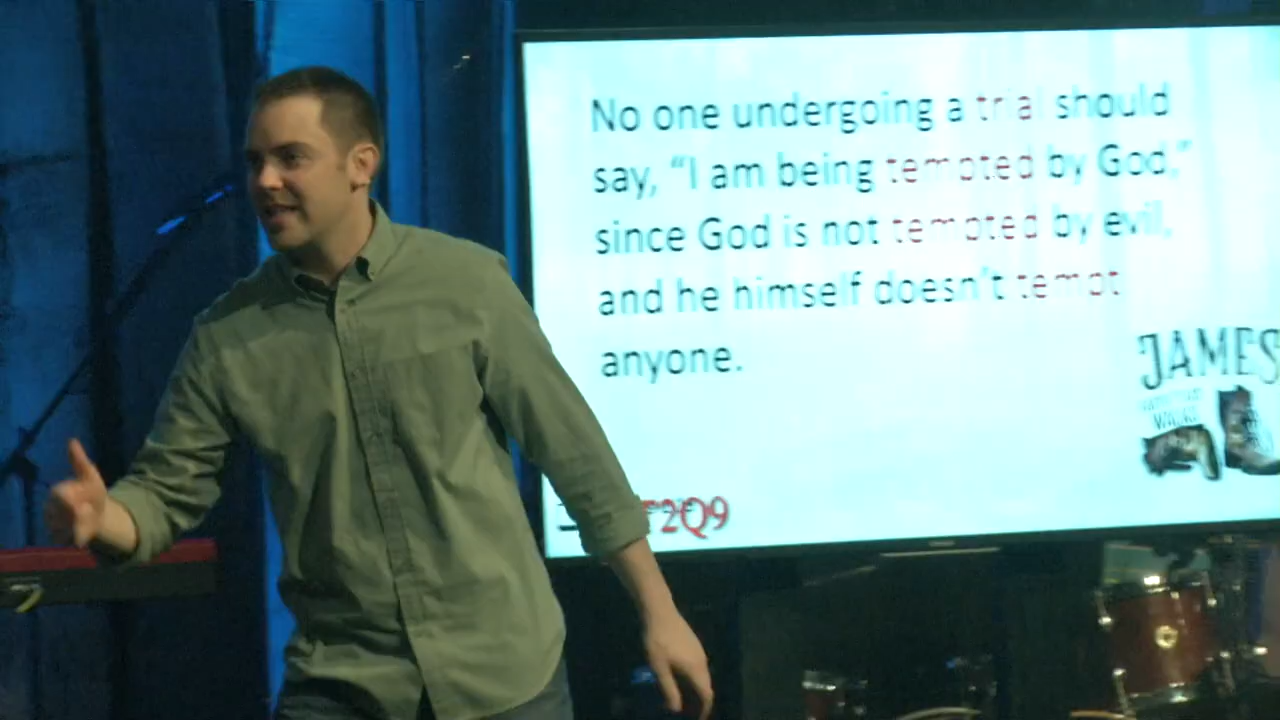 No one undergoing a trial should
say, “I am being tempted by God,”
since God is not tempted by evil,
and he himself doesn't tempt
anyone.
JAMES
T2Q9